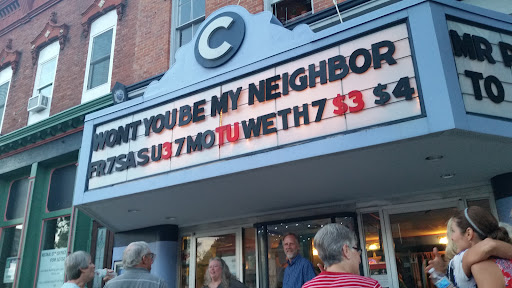 C
WONT YOU BE MY NEIGHBOR
FR7SASU37MOTUWETH7 $3 $4
MR R
TO